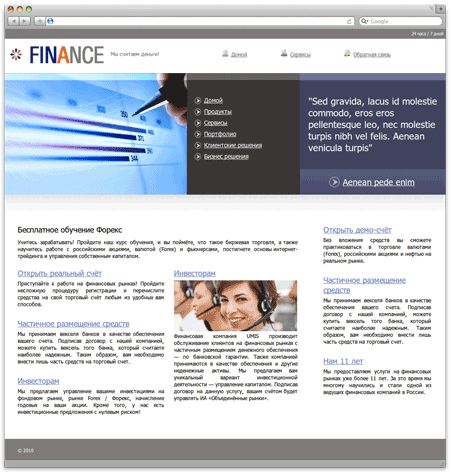 Google
24 часа / 7 дней
FINANCE
Мы считаем деньги!
Домой
Сервисы
Обратная связь
Домой
Продукты
Сервисы
Портфолио
Клиентские решения
Бизнес решения
"Sed gravida, lacus id molestie
commodo, eros eros
pellentesque leo, nec molestie
turpis nibh vel felis. Aenean
venicula turpis"
Aenean pede enim
Бесплатное обучение Форекс
Учитесь зарабатывать! Пройдите наш курс обучения, и вы поймёте, что такое биржевая торговля, а также
научитесь работе с российскими акциями, валютой (Forex) и фьючерсами, постигнете основы интернет-
трейдинга и управления собственным капиталом.
Открыть реальный счёт
Приступайте к работе на финансовых рынках! Пройдите
несложную процедуру регистрации и перечислите
средства на свой торговый счёт любым из удобных вам
способов.
Частичное размещение средств
Мы принимаем векселя банков в качестве обеспечения
вашего счета. Подписав договор с нашей компанией,
можете купить вексель того банка, который считаете
наиболее надежным. Таким образом, вам необходимо
внести лишь часть средств на торговый счет.
Инвесторам
Мы предлагаем управление вашими инвестициями на
фондовом рынке, рынке Forex / Форекс, начисление
годовых на ваши акции. Кроме того, у нас есть
инвестиционные предложения с нулевым риском!
Инвесторам
Финансовая компания UMIS производит
обслуживание клиентов на финансовых рынках с
частичным размещением денежного обеспечения
— по банковской гарантии. Также компанией
принимаются в качестве обеспечения и другие
неденежные активы. Мы предлагаем вам
уникальный вариант инвестиционной
деятельности — управление капиталом. Подписав
договор на данную услугу, вашим счётом будет
управлять ИА «Объединённые рынки».
Открыть демо-счёт
Без вложения средств вы сможете
практиковаться в торговле валютами
(Forex), российскими акциями и нефтью на
реальном рынке.
Частичное размещение
средств
Мы принимаем векселя банков в качестве
обеспечения вашего счета. Подписав
договор с нашей компанией, можете
купить вексель того банка, который
считаете наиболее надежным. Таким
образом, вам необходимо внести лишь
часть средств на торговый счет.
Нам 11 лет
Мы предоставляем услуги на финансовых
рынках уже более 11 лет. За это время мы
многому научились и стали одной из
ведущих финансовых компаний в России.
© 2010